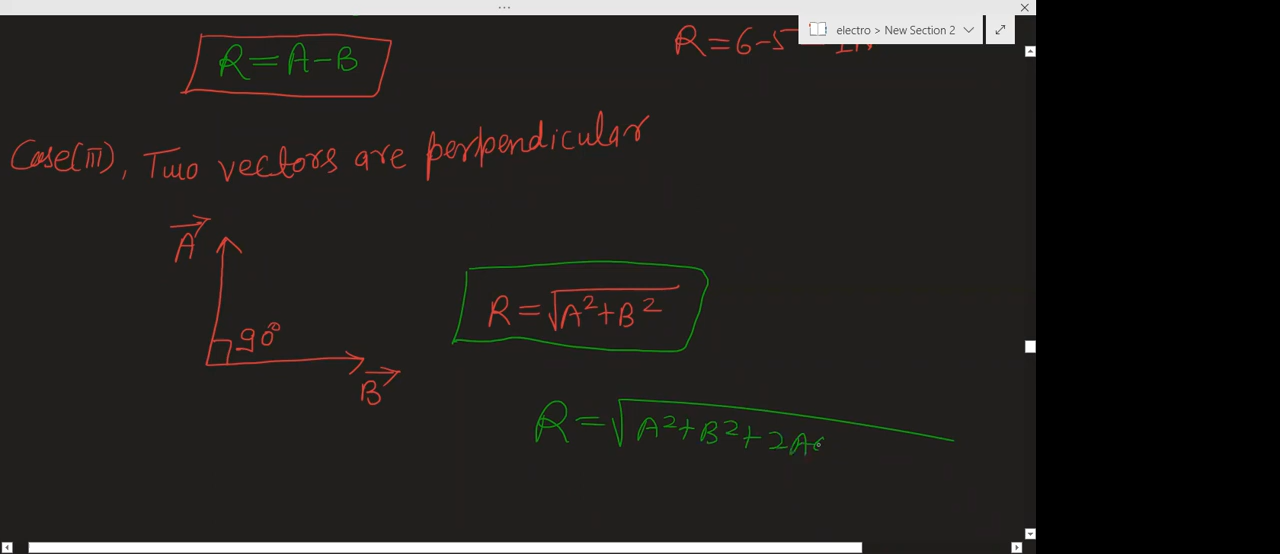 electro > New Section 2
R = A - B
R = 6 - 5
Case(iii), Two vectors are perpendicular
A
90°
B
R = √A²+B²
R = √A²+B²+2A